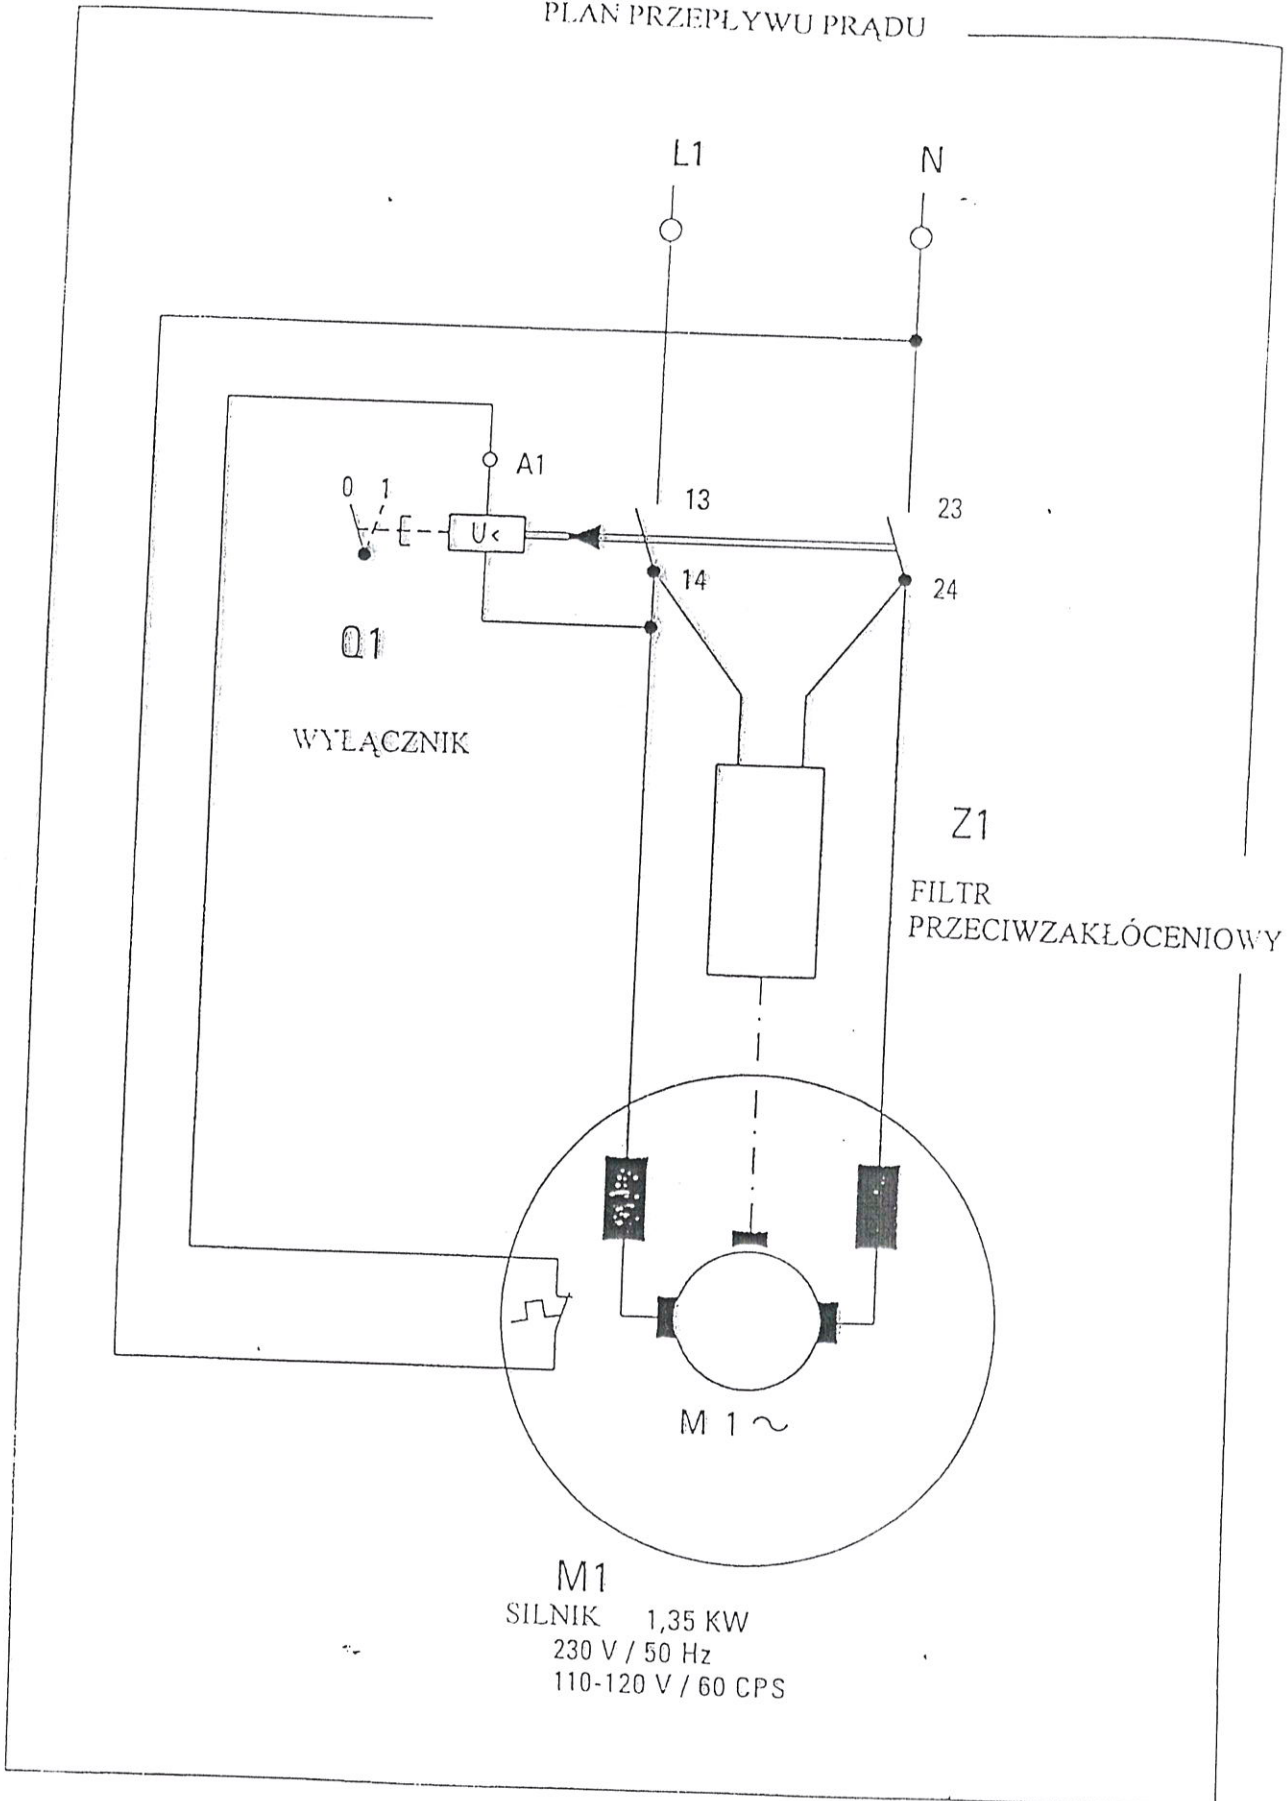 PLAN PRZEPŁYWU PRĄDU
L1
N
A1
0 1
13
23
U<
14
24
Q1
WYŁĄCZNIK
Z1
FILTR
PRZECIWZAKŁÓCENIOWY
M 1 ~
M1
SILNIK 1,35 KW
230 V / 50 Hz
110-120 V / 60 CPS